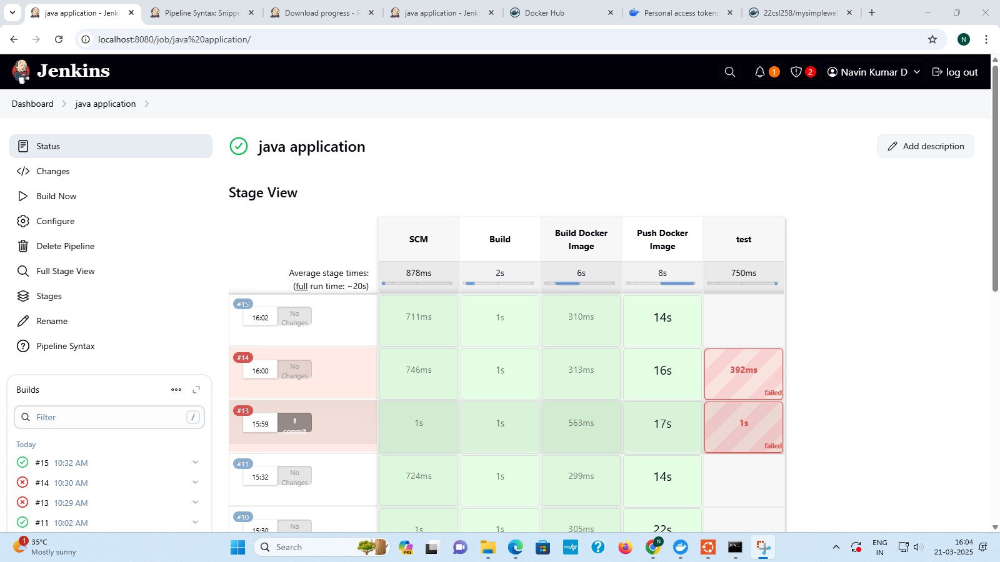 java application - Jenki
Pipeline Syntax: Snippe
Download progress - P
java application - Jenki
Docker Hub
Personal access tokens
22csl258/mysimplewe
localhost:8080/job/java%20application/
N
Jenkins
1
2
Navin Kumar D
log out
Dashboard
java application
Status
Changes
Build Now
Configure
Delete Pipeline
Full Stage View
Stages
Rename
Pipeline Syntax
Builds
Filter
/
Today
#15 10:32 AM
#14 10:30 AM
#13 10:29 AM
#11 10:02 AM
java application
Add description
Stage View
SCM
Build
Build Docker
Image
Push Docker
Image
test
Average stage times:
(full run time: ~20s)
878ms
2s
6s
8s
750ms
#15
16:02
No
Changes
711ms
1s
310ms
14s
#14
16:00
No
Changes
746ms
1s
313ms
16s
392ms
failed
#13
15:59
1
commit
1s
1s
563ms
17s
1s
failed
#11
15:32
No
Changes
724ms
1s
299ms
14s
#10
15:30
No
1s
1s
305ms
22s
1
35°C
Mostly sunny
Search
PRE
myhp
N
ENG
IN
16:04
21-03-2025